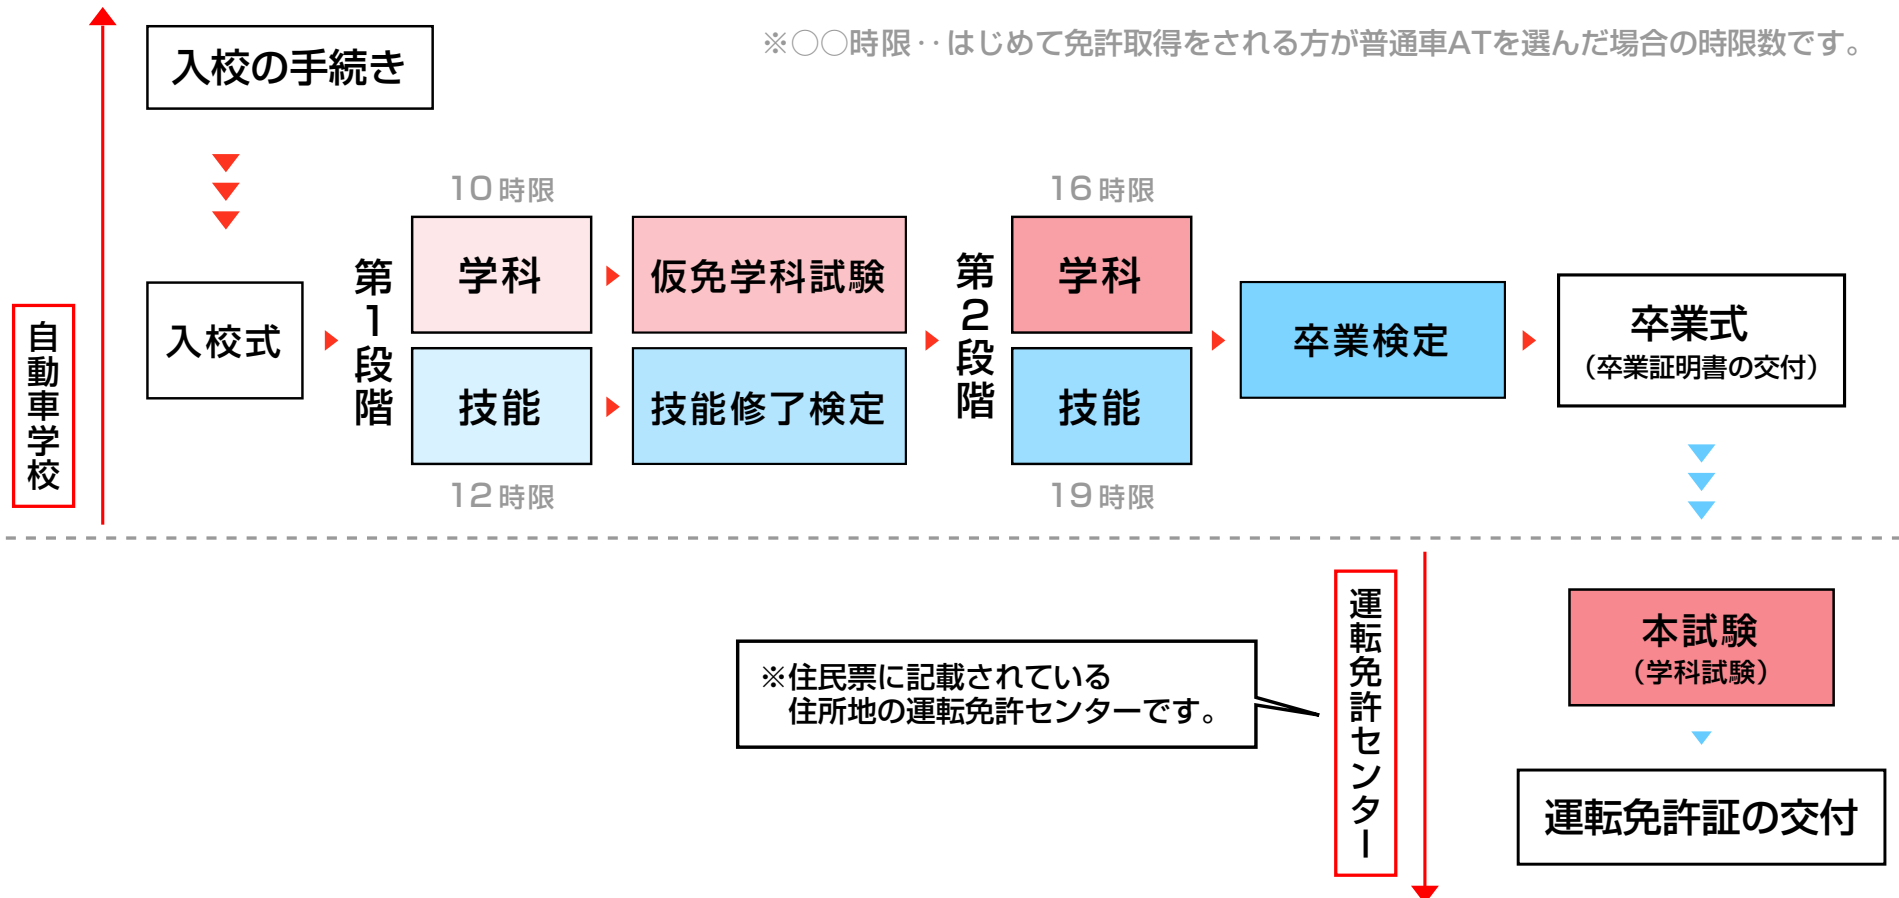 入校の手続き
※○○時限‥はじめて免許取得をされる方が普通車ATを選んだ場合の時限数です。
自動車学校
入校式
第1段階
10時限
学科
仮免学科試験
技能
技能修了検定
12時限
第2段階
16時限
学科
技能
19時限
卒業検定
卒業式
（卒業証明書の交付）
運転免許センター
※住民票に記載されている
住所地の運転免許センターです。
本試験
（学科試験）
運転免許証の交付